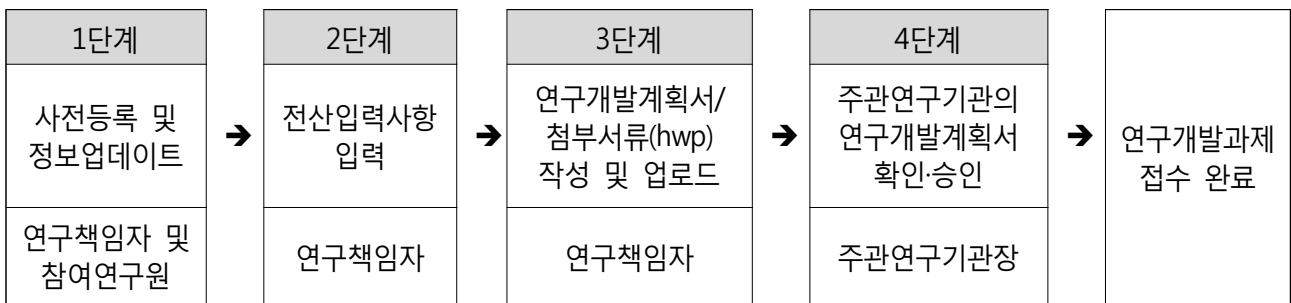 1단계
사전등록 및
정보업데이트
연구책임자 및
참여연구원
➔
2단계
전산입력사항
입력
연구책임자
➔
3단계
연구개발계획서/
첨부서류(hwp)
작성 및 업로드
연구책임자
➔
4단계
주관연구기관의
연구개발계획서
확인·승인
주관연구기관장
➔
연구개발과제
접수 완료